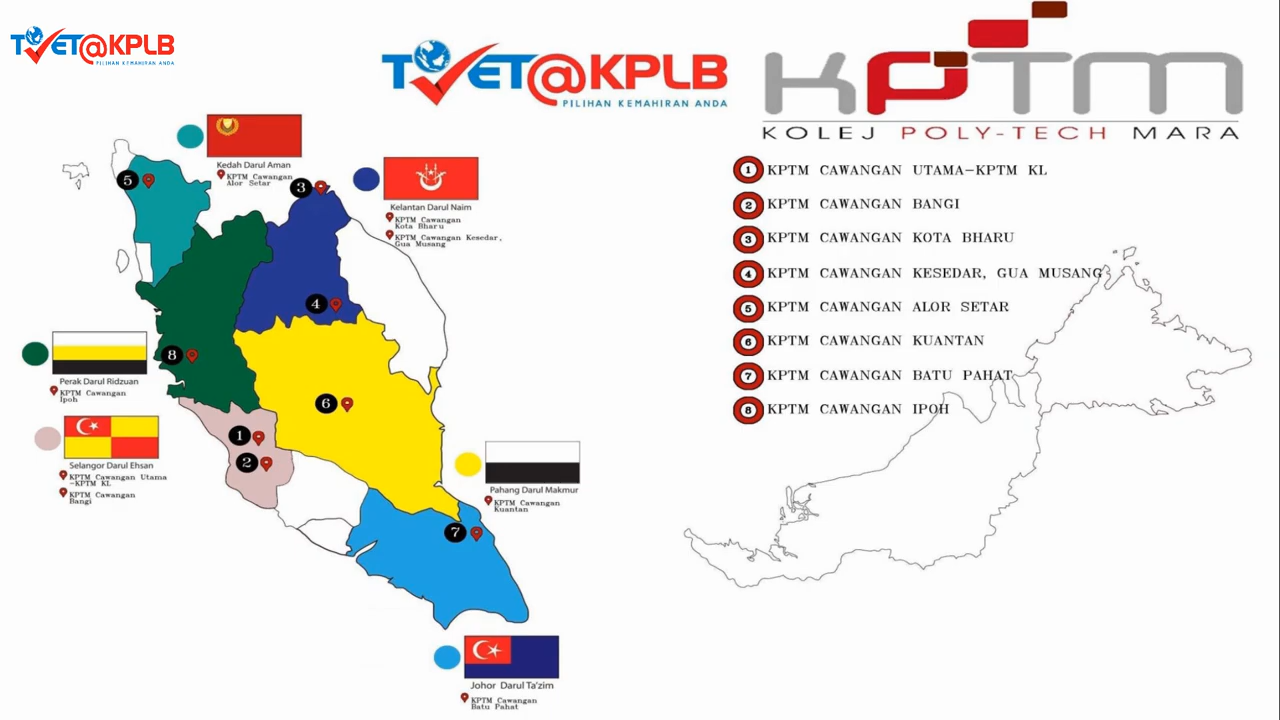 TVET@KPLB
PILIHAN KEMAHIRAN ANDA
TVET@KPLB
PILIHAN KEMAHIRAN ANDA
KPTM
KOLEJ POLY-TECH MARA
1 KPTM CAWANGAN UTAMA-KPTM KL
2 KPTM CAWANGAN BANGI
3 KPTM CAWANGAN KOTA BHARU
4 KPTM CAWANGAN KESEDAR, GUA MUSANG
5 KPTM CAWANGAN ALOR SETAR
6 KPTM CAWANGAN KUANTAN
7 KPTM CAWANGAN BATU PAHAT
8 KPTM CAWANGAN IPOH
Kedah Darul Aman
KPTM Cawangan
Alor Setar
Kelantan Darul Naim
KPTM Cawangan
Kota Bharu
KPTM Cawangan Kesedar,
Gua Musang
Perak Darul Ridzuan
KPTM Cawangan
Ipoh
Selangor Darul Ehsan
KPTM Cawangan Utama
-KPTM KL
KPTM Cawangan
Bangi
Pahang Darul Makmur
KPTM Cawangan
Kuantan
Johor Darul Ta'zim
KPTM Cawangan
Batu Pahat
5
3
4
8
6
1
2
7